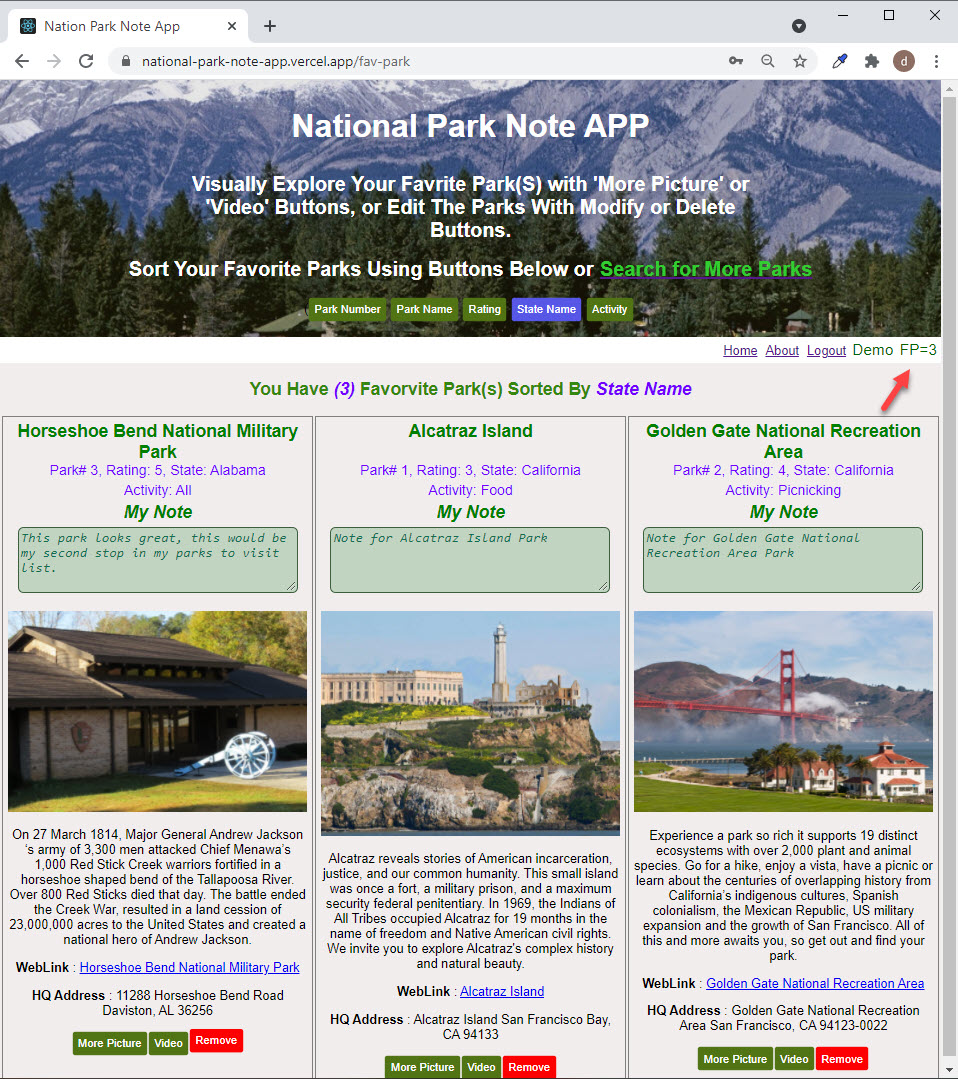 Nation Park Note App
national-park-note-app.vercel.app/fav-park
d
National Park Note APP
Visually Explore Your Favrite Park(S) with 'More Picture' or
'Video' Buttons, or Edit The Parks With Modify or Delete
Buttons.
Sort Your Favorite Parks Using Buttons Below or Search for More Parks
Park Number Park Name Rating State Name Activity
Home About Logout Demo FP=3
You Have (3) Favorvite Park(s) Sorted By State Name
Horseshoe Bend National Military
Park
Park# 3, Rating: 5, State: Alabama
Activity: All
My Note
This park looks great, this would be
my second stop in my parks to visit
list.
On 27 March 1814, Major General Andrew Jackson
‘s army of 3,300 men attacked Chief Menawa’s
1,000 Red Stick Creek warriors fortified in a
horseshoe shaped bend of the Tallapoosa River.
Over 800 Red Sticks died that day. The battle ended
the Creek War, resulted in a land cession of
23,000,000 acres to the United States and created a
national hero of Andrew Jackson.
WebLink : Horseshoe Bend National Military Park
HQ Address : 11288 Horseshoe Bend Road
Daviston, AL 36256
More Picture Video Remove
Alcatraz Island
Park# 1, Rating: 3, State: California
Activity: Food
My Note
Note for Alcatraz Island Park
Alcatraz reveals stories of American incarceration,
justice, and our common humanity. This small island
was once a fort, a military prison, and a maximum
security federal penitentiary. In 1969, the Indians of
All Tribes occupied Alcatraz for 19 months in the
name of freedom and Native American civil rights.
We invite you to explore Alcatraz's complex history
and natural beauty.
WebLink : Alcatraz Island
HQ Address : Alcatraz Island San Francisco Bay,
CA 94133
More Picture Video Remove
Golden Gate National Recreation
Area
Park# 2, Rating: 4, State: California
Activity: Picnicking
My Note
Note for Golden Gate National
Recreation Area Park
Experience a park so rich it supports 19 distinct
ecosystems with over 2,000 plant and animal
species. Go for a hike, enjoy a vista, have a picnic or
learn about the centuries of overlapping history from
California’s indigenous cultures, Spanish
colonialism, the Mexican Republic, US military
expansion and the growth of San Francisco. All of
this and more awaits you, so get out and find your
park.
WebLink : Golden Gate National Recreation Area
HQ Address : Golden Gate National Recreation
Area San Francisco, CA 94123-0022
More Picture Video Remove